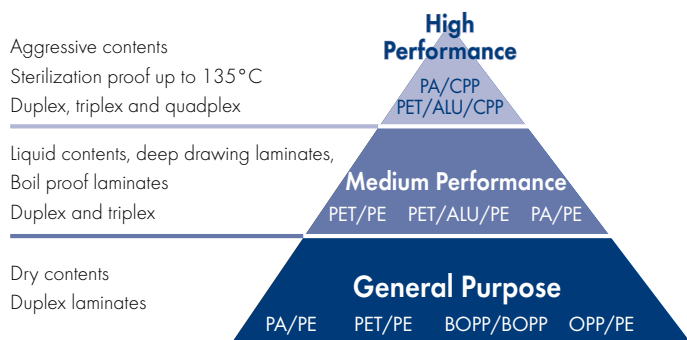 High
Performance
Aggressive contents
Sterilization proof up to 135°C
Duplex, triplex and quadplex
PA/CPP
PET/ALU/CPP
Liquid contents, deep drawing laminates,
Boil proof laminates
Duplex and triplex
Medium Performance
PET/PE PET/ALU/PE PA/PE
Dry contents
Duplex laminates
General Purpose
PA/PE PET/PE BOPP/BOPP OPP/PE